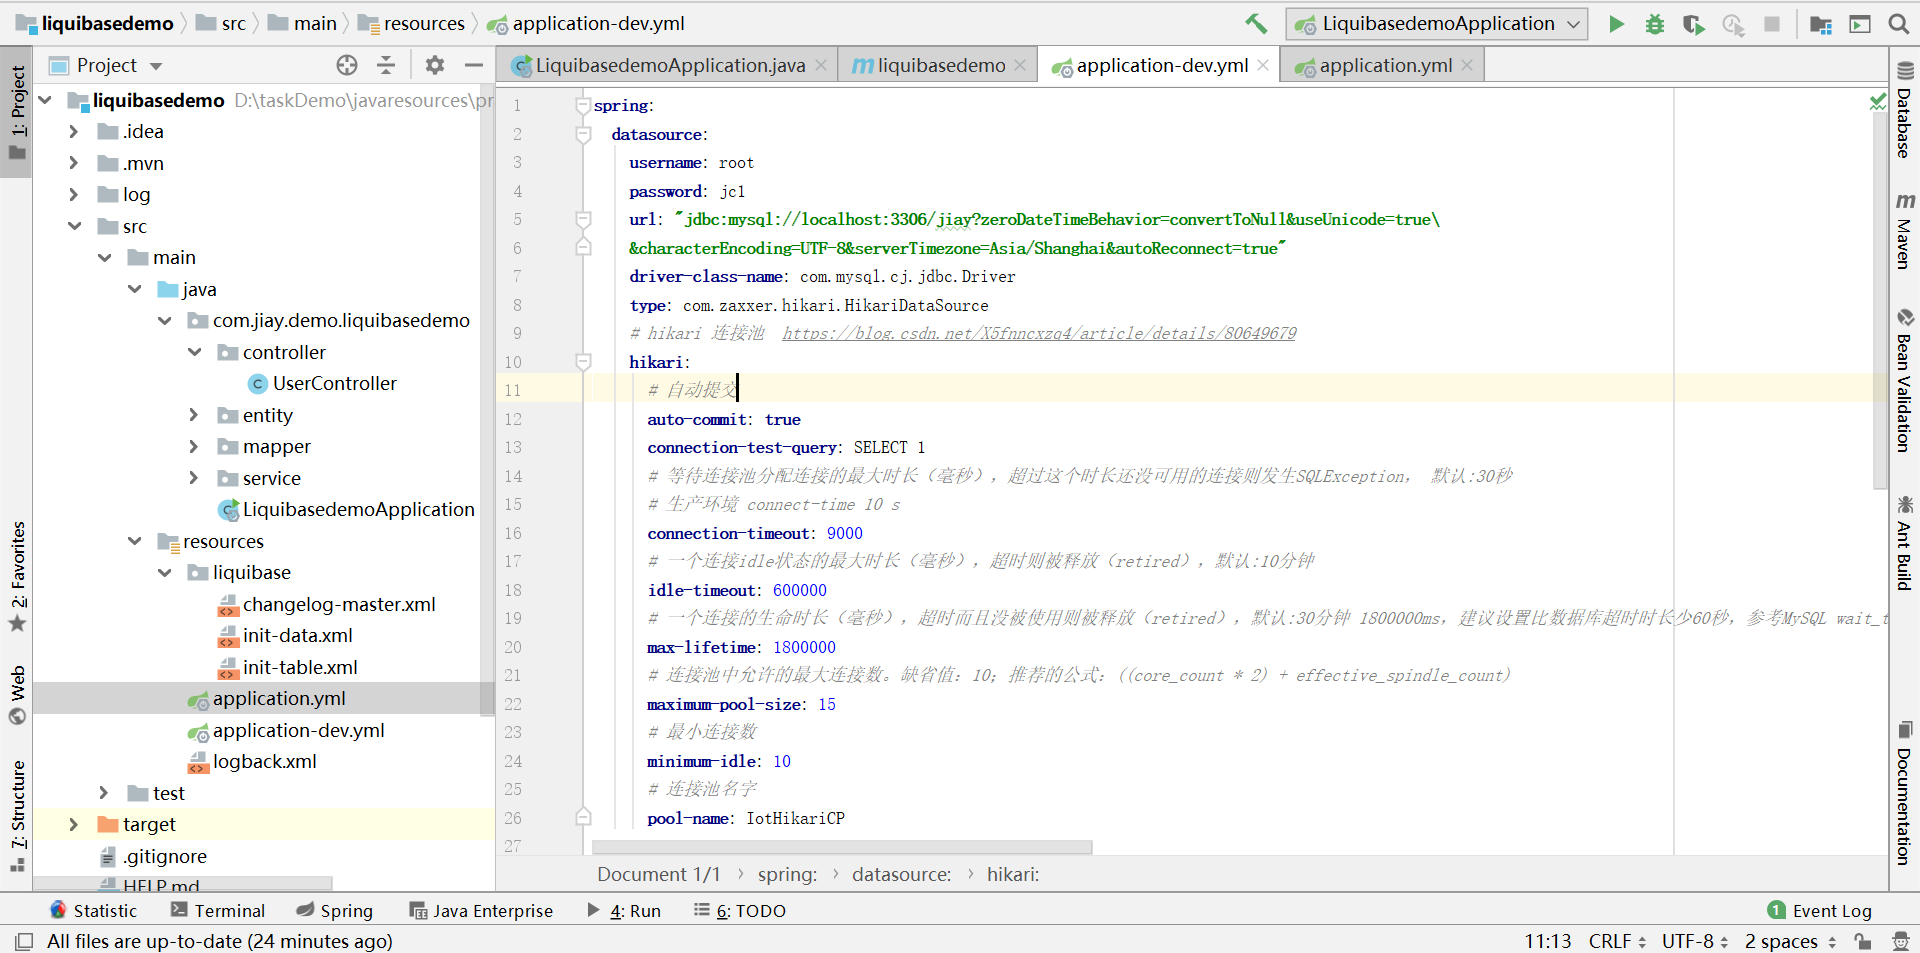 liquibasedemo src main resources application-dev.yml LiquibasedemoApplication
Project
LiquibasedemoApplication.java liquibasedemo application-dev.yml application.yml
1: Project
2: Favorites
Web
7: Structure
liquibasedemo D:\taskDemo\javaresources\pr
.idea
.mvn
log
src
main
java
com.jiay.demo.liquibasedemo
controller
UserController
entity
mapper
service
LiquibasedemoApplication
resources
liquibase
changelog-master.xml
init-data.xml
init-table.xml
application.yml
application-dev.yml
logback.xml
test
target
.gitignore
HELP.md
1 spring:
2 datasource:
3 username: root
4 password: jc1
5 url: "jdbc:mysql://localhost:3306/jiay?zeroDateTimeBehavior=convertToNull&useUnicode=true\
6 &characterEncoding=UTF-8&serverTimezone=Asia/Shanghai&autoReconnect=true"
7 driver-class-name: com.mysql.cj.jdbc.Driver
8 type: com.zaxxer.hikari.HikariDataSource
9 # hikari 连接池 https://blog.csdn.net/X5fnncxzq4/article/details/80649679
10 hikari:
11 # 自动提交
12 auto-commit: true
13 connection-test-query: SELECT 1
14 # 等待连接池分配连接的最大时长（毫秒），超过这个时长还没可用的连接则发生SQLException， 默认:30秒
15 # 生产环境 connect-time 10 s
16 connection-timeout: 9000
17 # 一个连接idle状态的最大时长（毫秒），超时则被释放（retired），默认:10分钟
18 idle-timeout: 600000
19 # 一个连接的生命时长（毫秒），超时而且没被使用则被释放（retired），默认:30分钟 1800000ms，建议设置比数据库超时时长少60秒，参考MySQL wait_t
20 max-lifetime: 1800000
21 # 连接池中允许的最大连接数。缺省值：10；推荐的公式：((core_count * 2) + effective_spindle_count)
22 maximum-pool-size: 15
23 # 最小连接数
24 minimum-idle: 10
25 # 连接池名字
26 pool-name: IotHikariCP
27
Document 1/1 › spring: › datasource: › hikari:
Database
Maven
Bean Validation
Ant Build
Documentation
Statistic Terminal Spring Java Enterprise 4: Run 6: TODO 1 Event Log
All files are up-to-date (24 minutes ago) 11:13 CRLF UTF-8 2 spaces